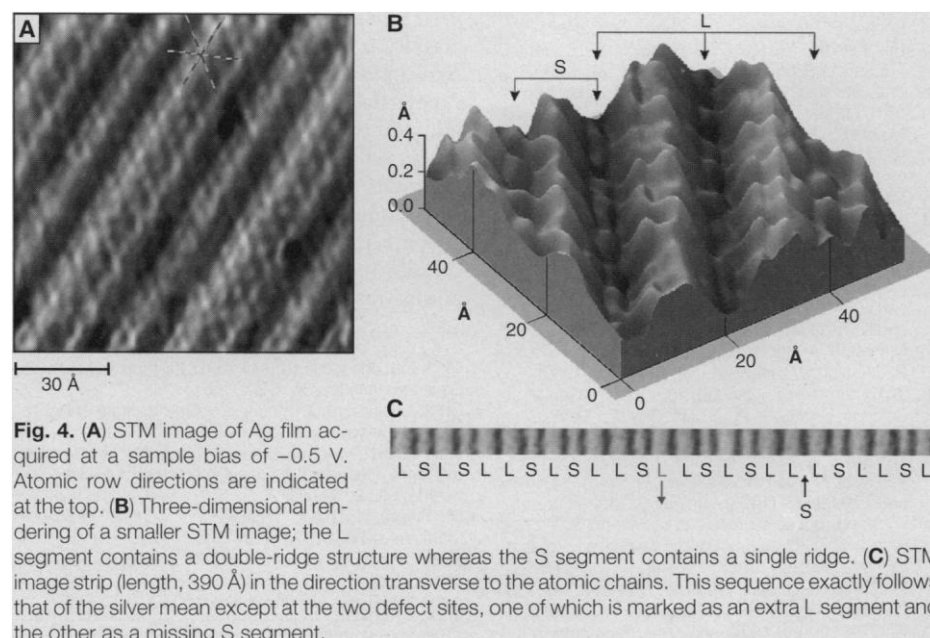 A
B
L
S
Å
0.4
0.2
0.0
40
Å
20
0
0
20
Å
40
30 Å
C
L S L S L L S L S L L S L L S L S L L L S L L S L
S
Fig. 4. (A) STM image of Ag film ac-
quired at a sample bias of −0.5 V.
Atomic row directions are indicated
at the top. (B) Three-dimensional ren-
dering of a smaller STM image; the L
segment contains a double-ridge structure whereas the S segment contains a single ridge. (C) STM
image strip (length, 390 Å) in the direction transverse to the atomic chains. This sequence exactly follows
that of the silver mean except at the two defect sites, one of which is marked as an extra L segment and
the other as a missing S segment.